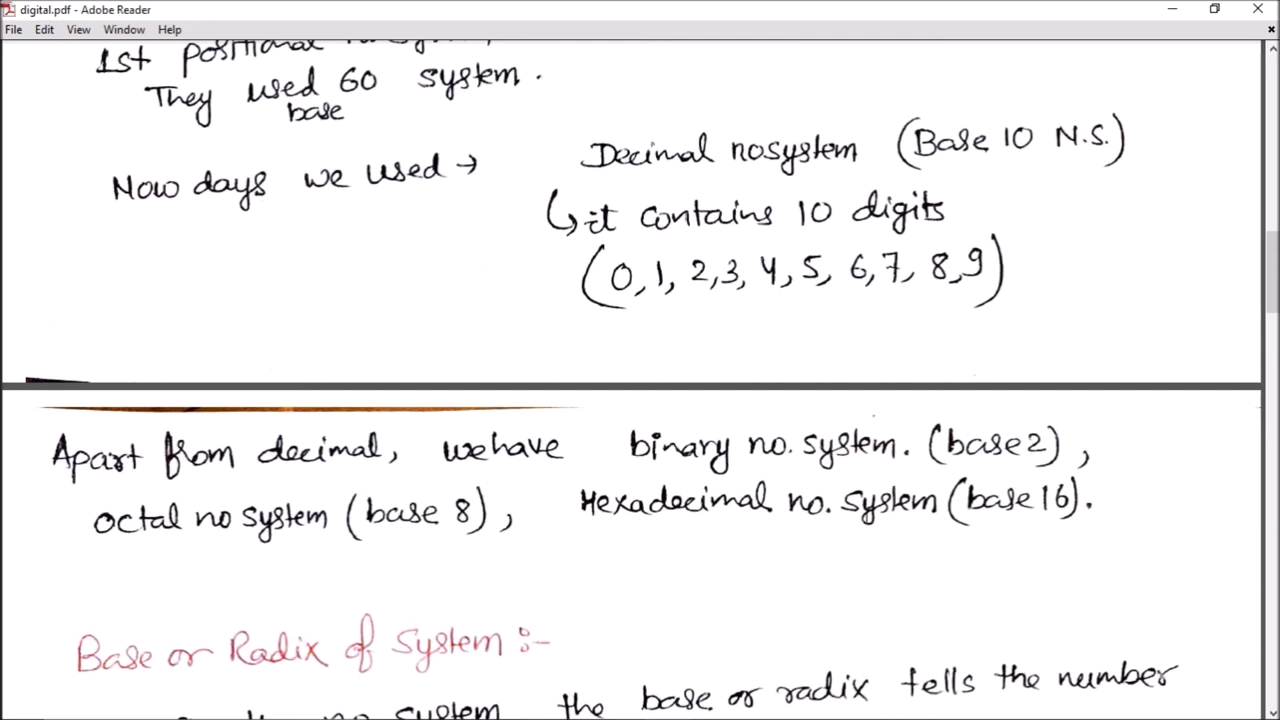 digital.pdf - Adobe Reader
File Edit View Window Help
1st positional
They used 60 system.
base
Now days we used → Decimal nosystem (Base 10 N.S.)
↳ it contains 10 digits
(0, 1, 2, 3, 4, 5, 6, 7, 8, 9)
Apart from decimal, we have binary no. system. (base 2),
octal no system (base 8), Hexadecimal no. system (base 16).
Base or Radix of System :-
no system the base or radix tells the number